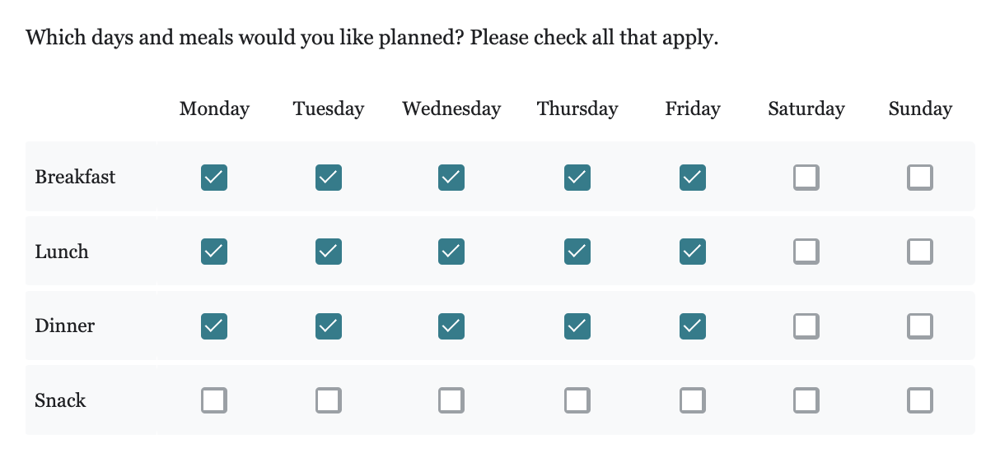 Which days and meals would you like planned? Please check all that apply.
Monday Tuesday Wednesday Thursday Friday Saturday Sunday
Breakfast
Lunch
Dinner
Snack